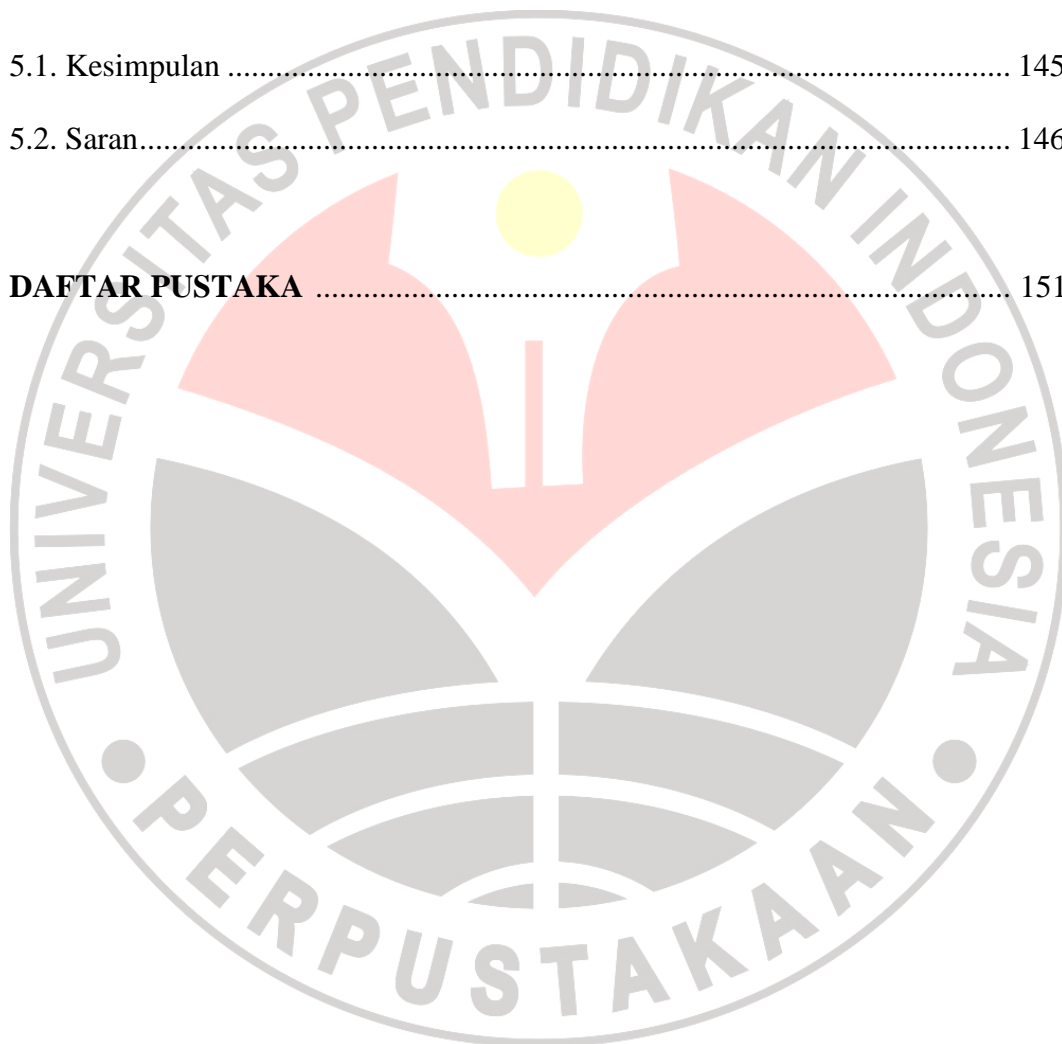 5.1. Kesimpulan ........................................................................................ 145
5.2. Saran.................................................................................................. 146
DAFTAR PUSTAKA .............................................................................. 151
UNIVERSITAS PENDIDIKAN INDONESIA
PERPUSTAKAAN